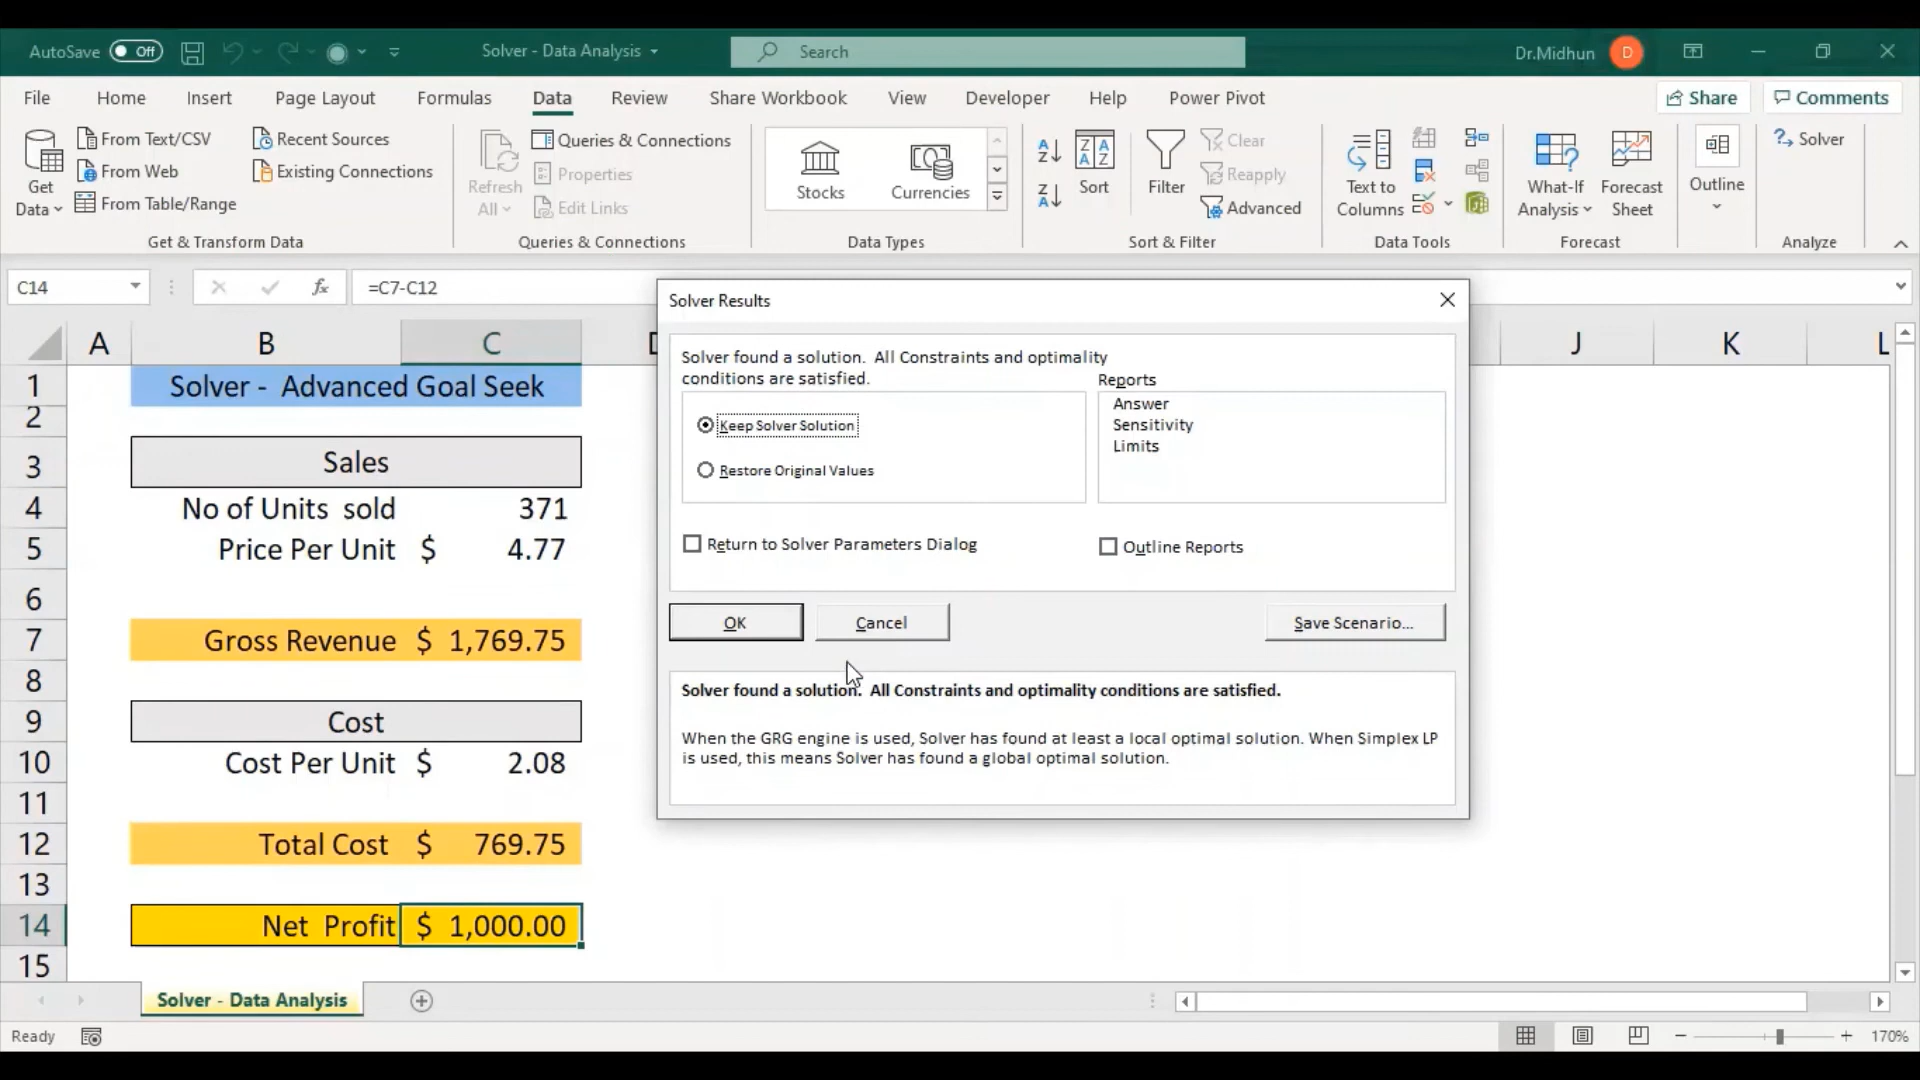 AutoSave Off
Solver - Data Analysis
Search
Dr.Midhun D
File Home Insert Page Layout Formulas Data Review Share Workbook View Developer Help Power Pivot Share Comments
Get Data
From Text/CSV
From Web
From Table/Range
Recent Sources
Existing Connections
Get & Transform Data
Refresh All
Queries & Connections
Properties
Edit Links
Queries & Connections
Stocks
Currencies
Data Types
Sort
Filter
Clear
Reapply
Advanced
Sort & Filter
Text to Columns
Data Tools
What-If Analysis
Forecast Sheet
Forecast
Outline
Solver
Analyze
C14
fx
=C7-C12
A B C D J K L
1 Solver - Advanced Goal Seek
2
3 Sales
4 No of Units sold 371
5 Price Per Unit $ 4.77
6
7 Gross Revenue $ 1,769.75
8
9 Cost
10 Cost Per Unit $ 2.08
11
12 Total Cost $ 769.75
13
14 Net Profit $ 1,000.00
15
Solver Results
Solver found a solution. All Constraints and optimality
conditions are satisfied.
Keep Solver Solution
Restore Original Values
Reports
Answer
Sensitivity
Limits
Return to Solver Parameters Dialog
Outline Reports
OK
Cancel
Save Scenario...
Solver found a solution. All Constraints and optimality conditions are satisfied.
When the GRG engine is used, Solver has found at least a local optimal solution. When Simplex LP
is used, this means Solver has found a global optimal solution.
Solver - Data Analysis
Ready
170%